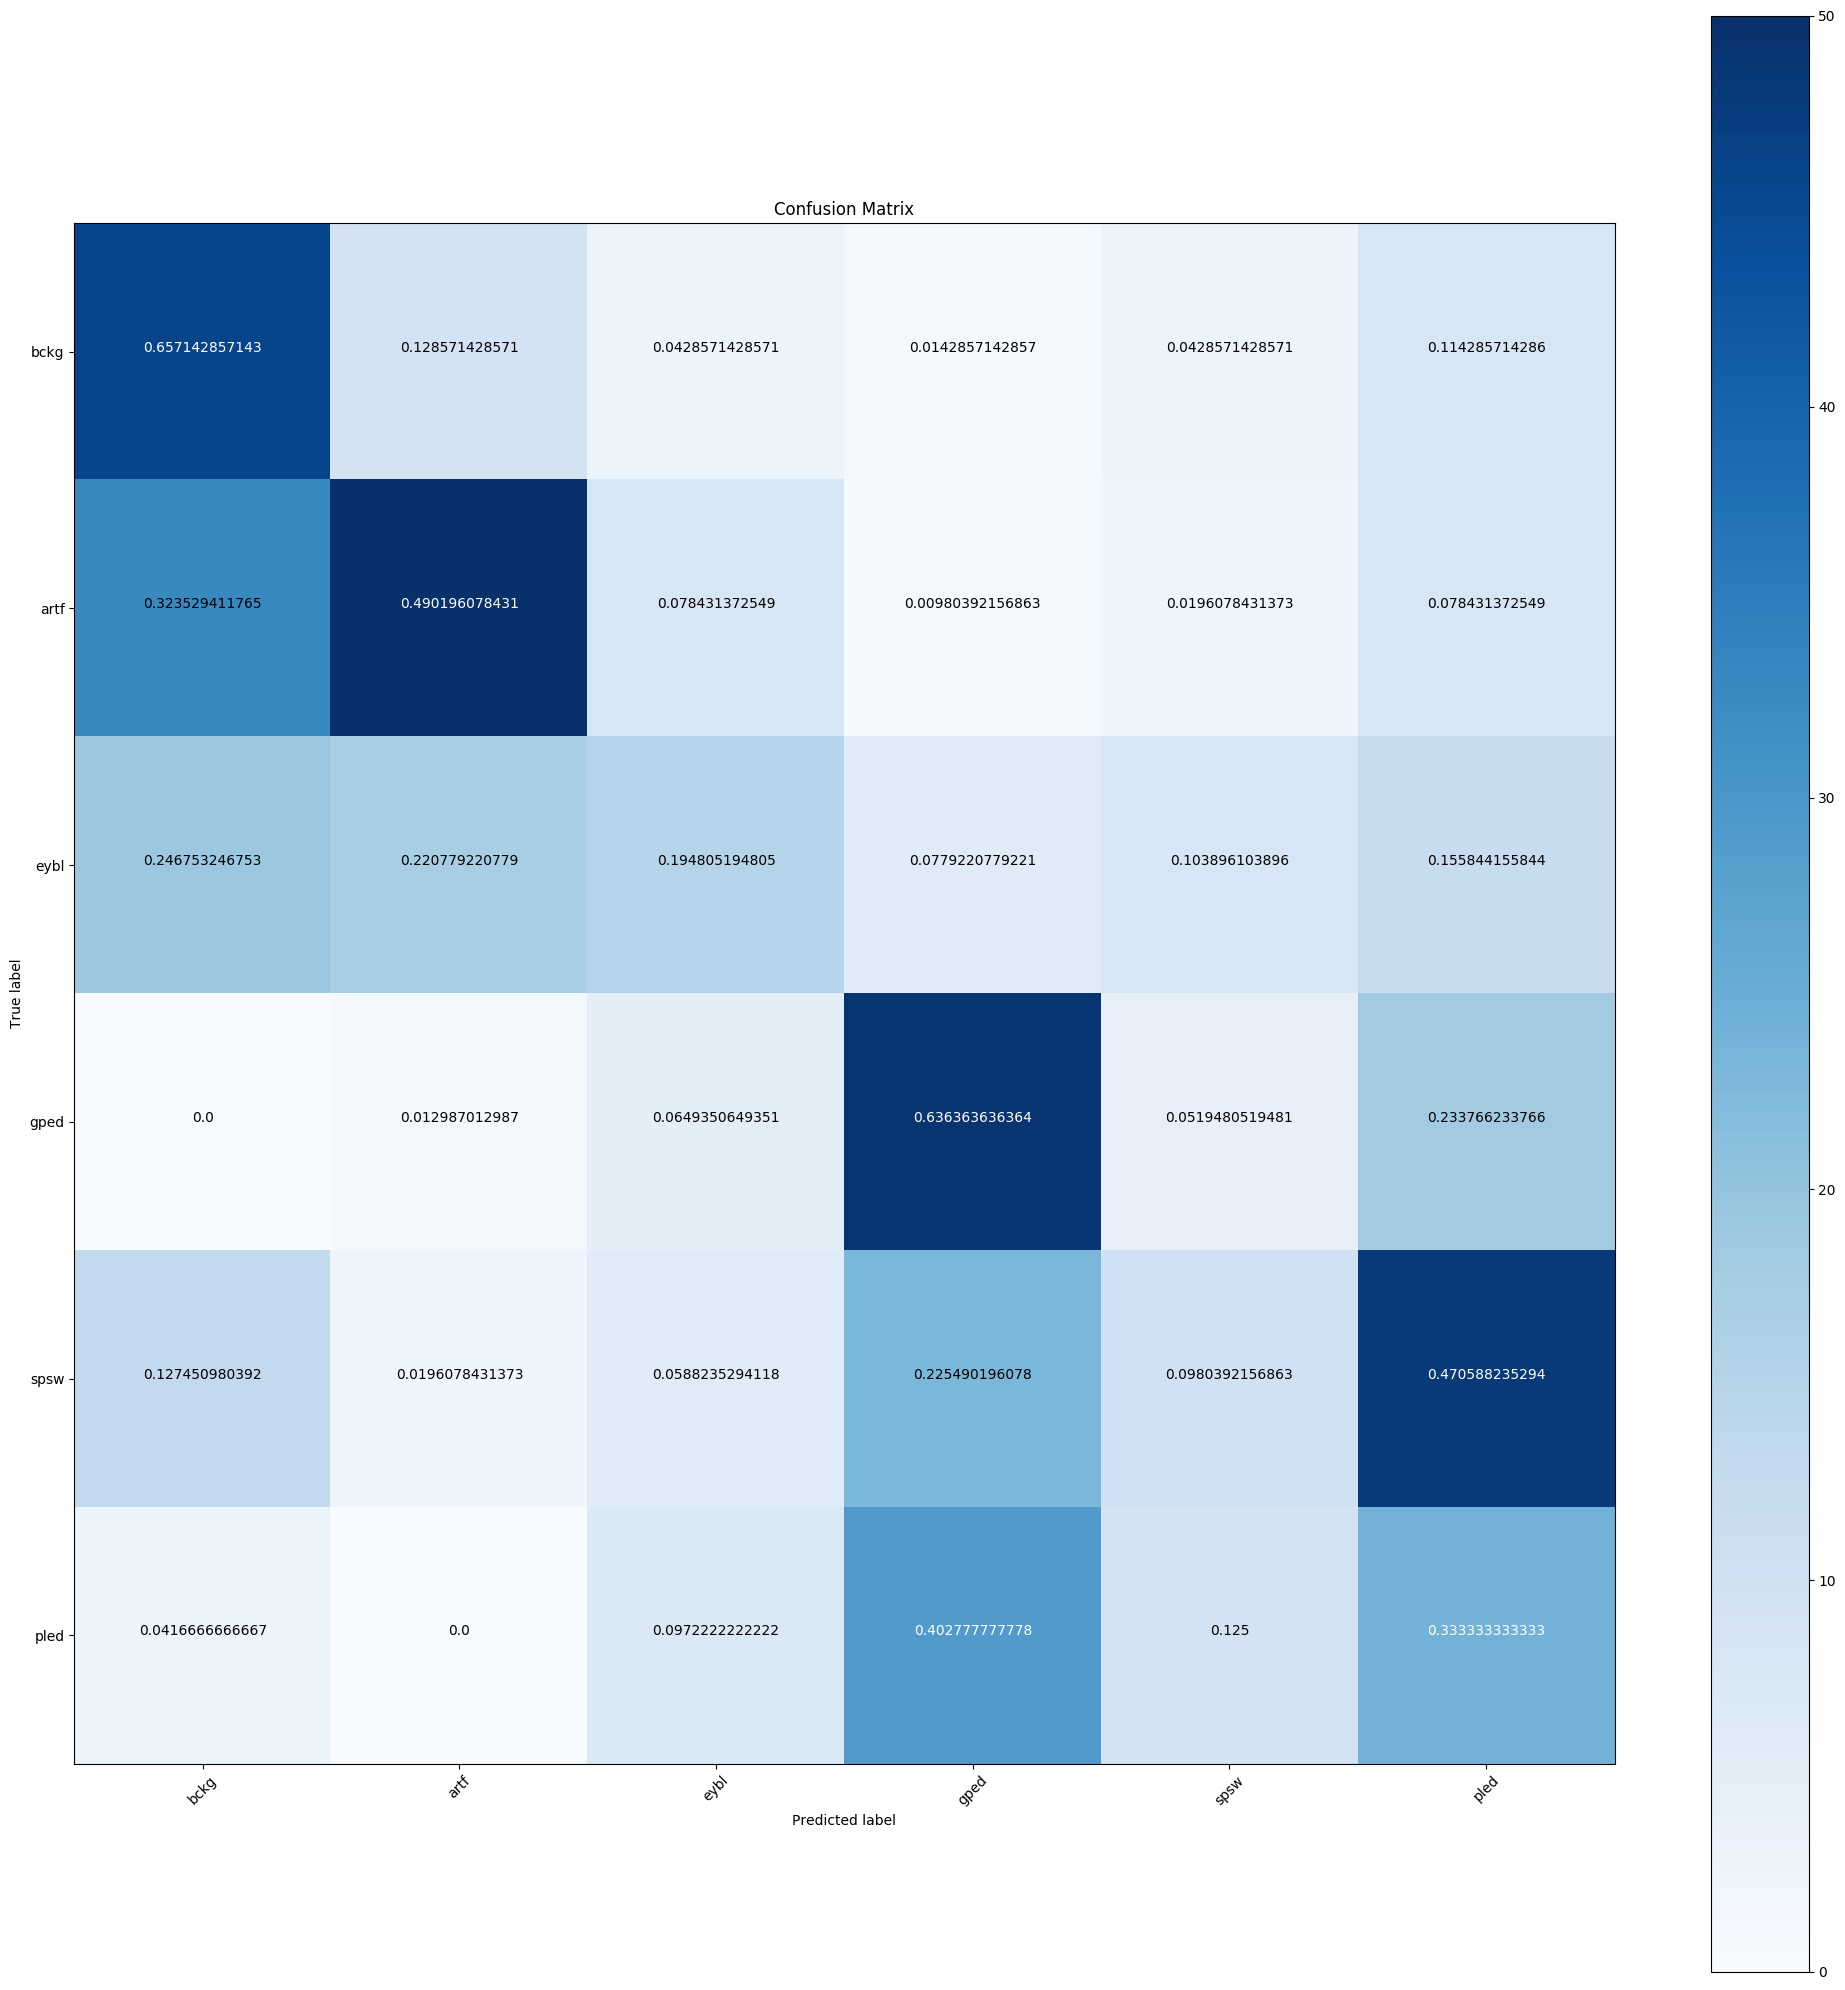 Confusion Matrix
50
40
30
20
10
0
True label
bckg 0.657142857143 0.128571428571 0.0428571428571 0.0142857142857 0.0428571428571 0.114285714286
artf 0.323529411765 0.490196078431 0.078431372549 0.00980392156863 0.0196078431373 0.078431372549
eybl 0.246753246753 0.220779220779 0.194805194805 0.0779220779221 0.103896103896 0.155844155844
gped 0.0 0.012987012987 0.0649350649351 0.636363636364 0.0519480519481 0.233766233766
spsw 0.127450980392 0.0196078431373 0.0588235294118 0.225490196078 0.0980392156863 0.470588235294
pled 0.0416666666667 0.0 0.0972222222222 0.402777777778 0.125 0.333333333333
bckg artf eybl gped spsw pled
Predicted label